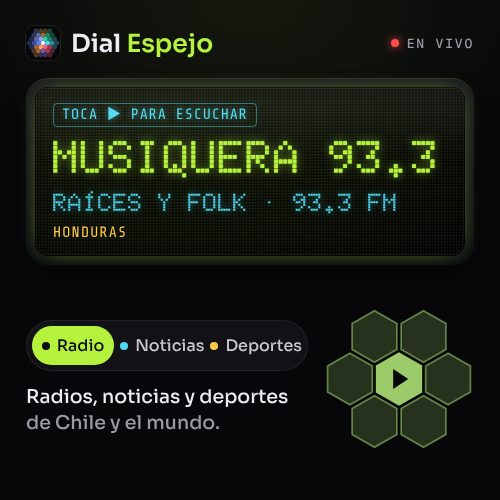 Dial Espejo
EN VIVO
TOCA ▶ PARA ESCUCHAR
MUSIQUERA 93.3
RAÍCES Y FOLK · 93.3 FM
HONDURAS
Radio
Noticias
Deportes
Radios, noticias y deportes
de Chile y el mundo.